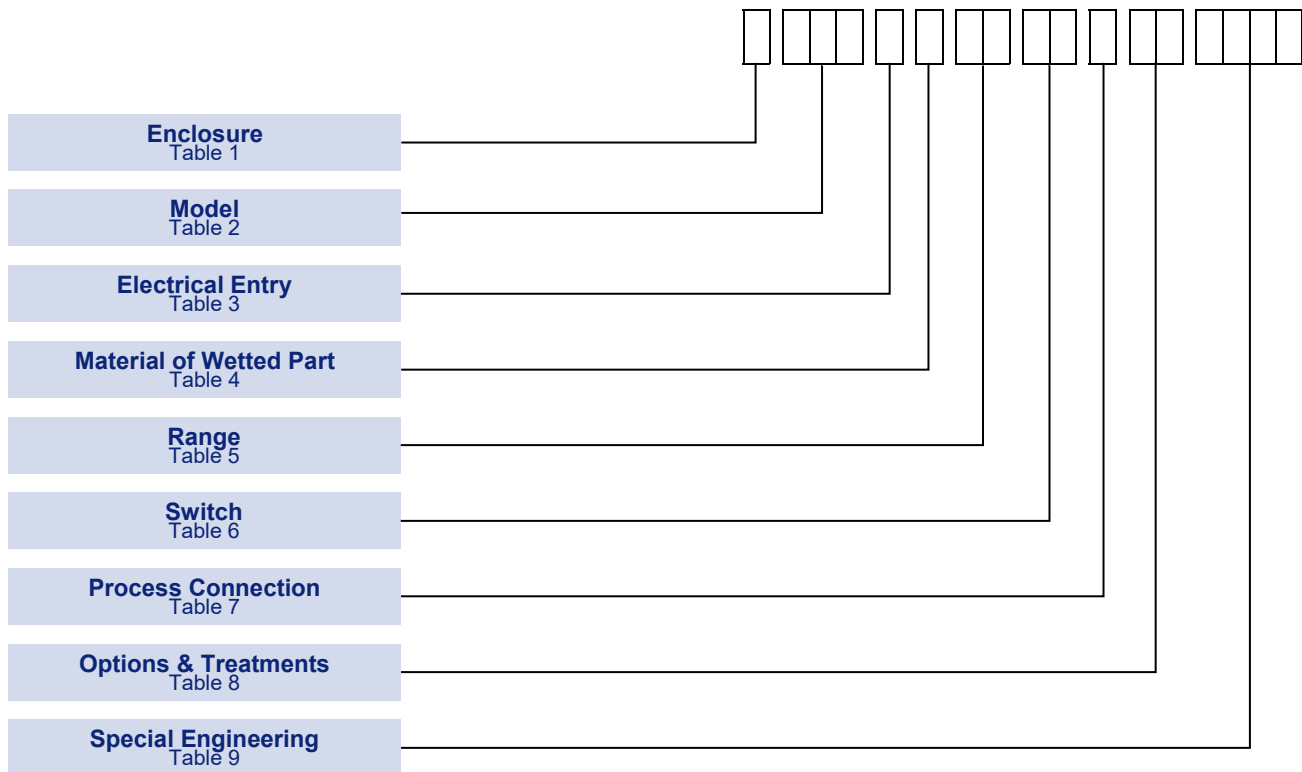 Enclosure
Table 1
Model
Table 2
Electrical Entry
Table 3
Material of Wetted Part
Table 4
Range
Table 5
Switch
Table 6
Process Connection
Table 7
Options & Treatments
Table 8
Special Engineering
Table 9